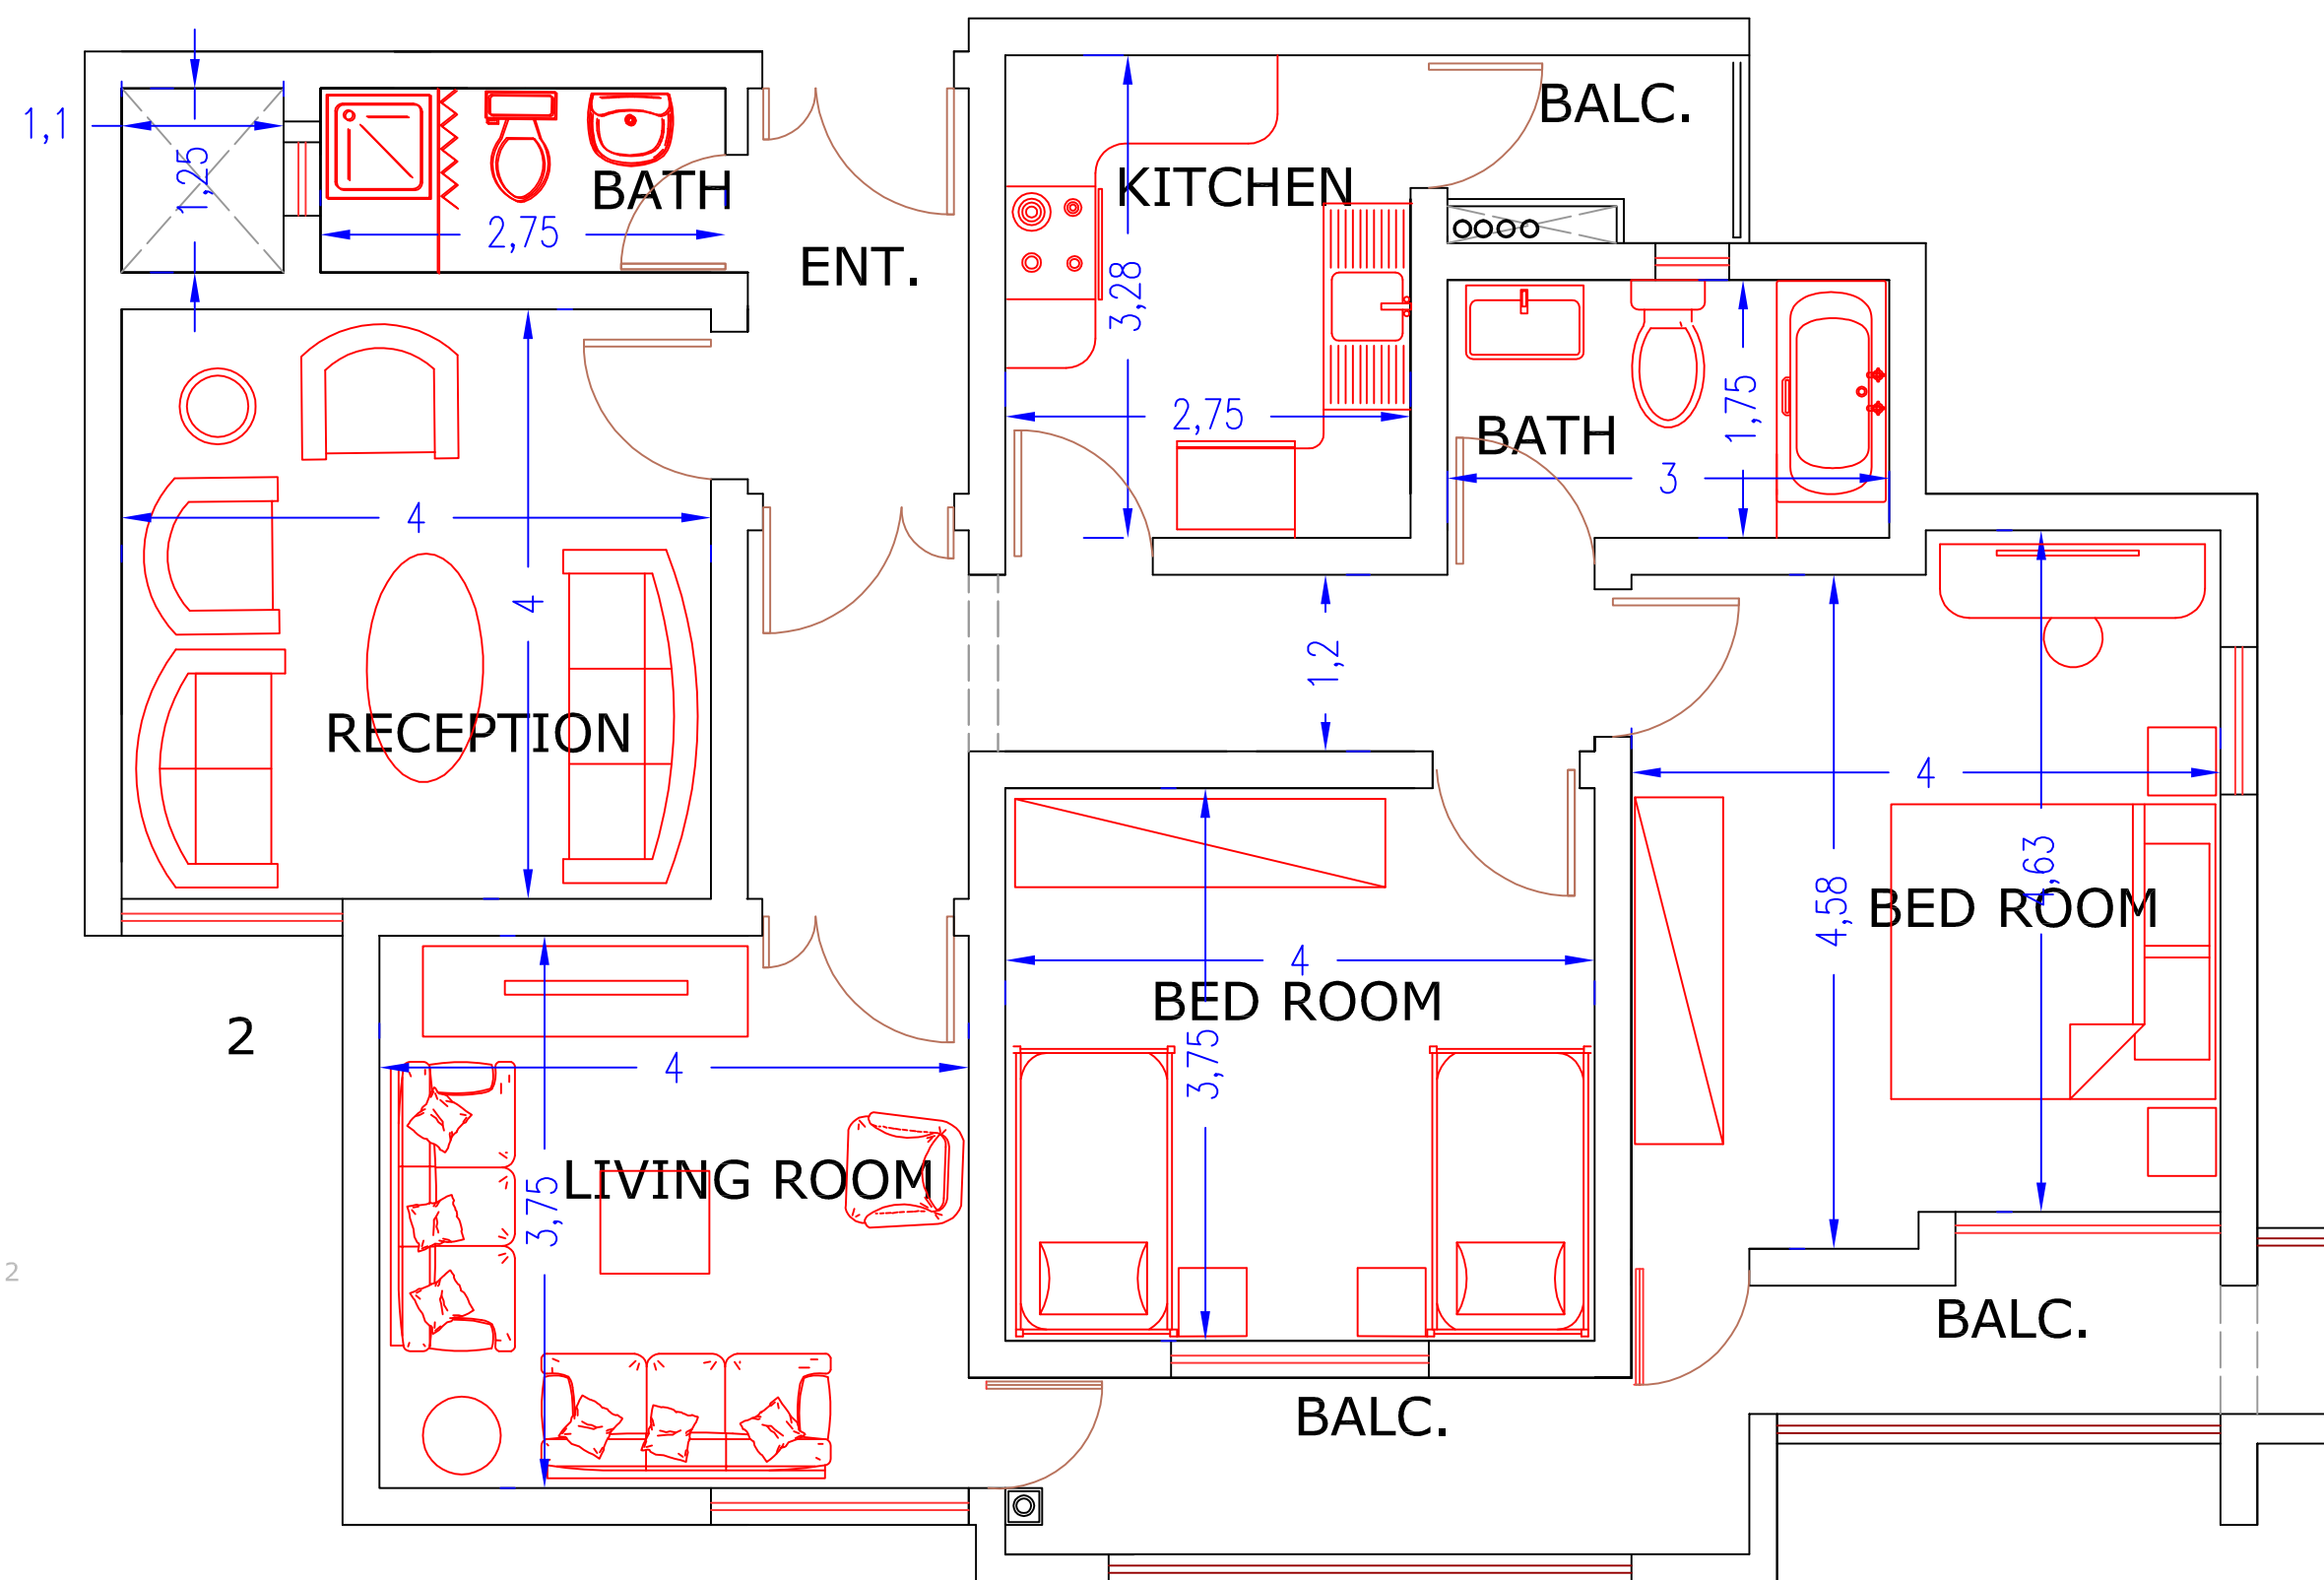 BALC.
1,1
1,25
KITCHEN
BATH
2,75
ENT.
3,28
1,75
2,75
BATH
3
4
4
1,2
RECEPTION
4
4,63
4,58
BED ROOM
4
BED ROOM
2
4
3,75
LIVING ROOM
3,75
2
BALC.
BALC.